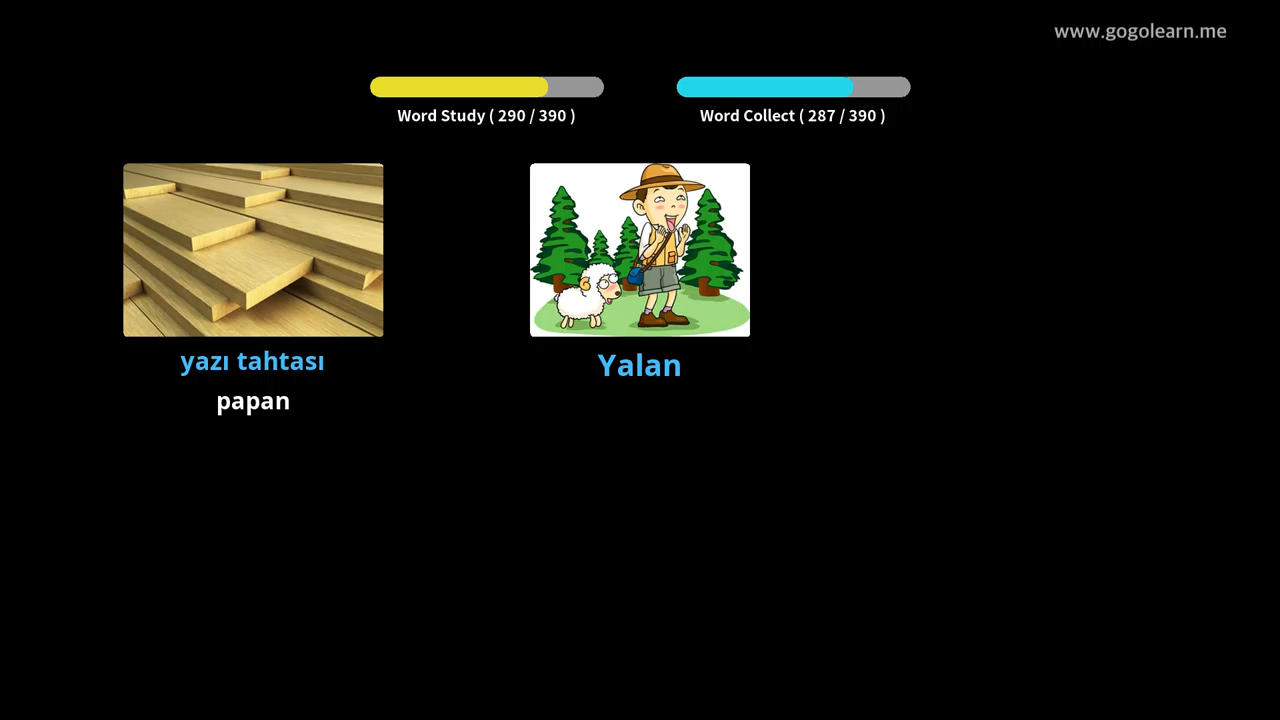 www.gogolearn.me
Word Study ( 290 / 390 )
Word Collect ( 287 / 390 )
yazı tahtası
papan
Yalan